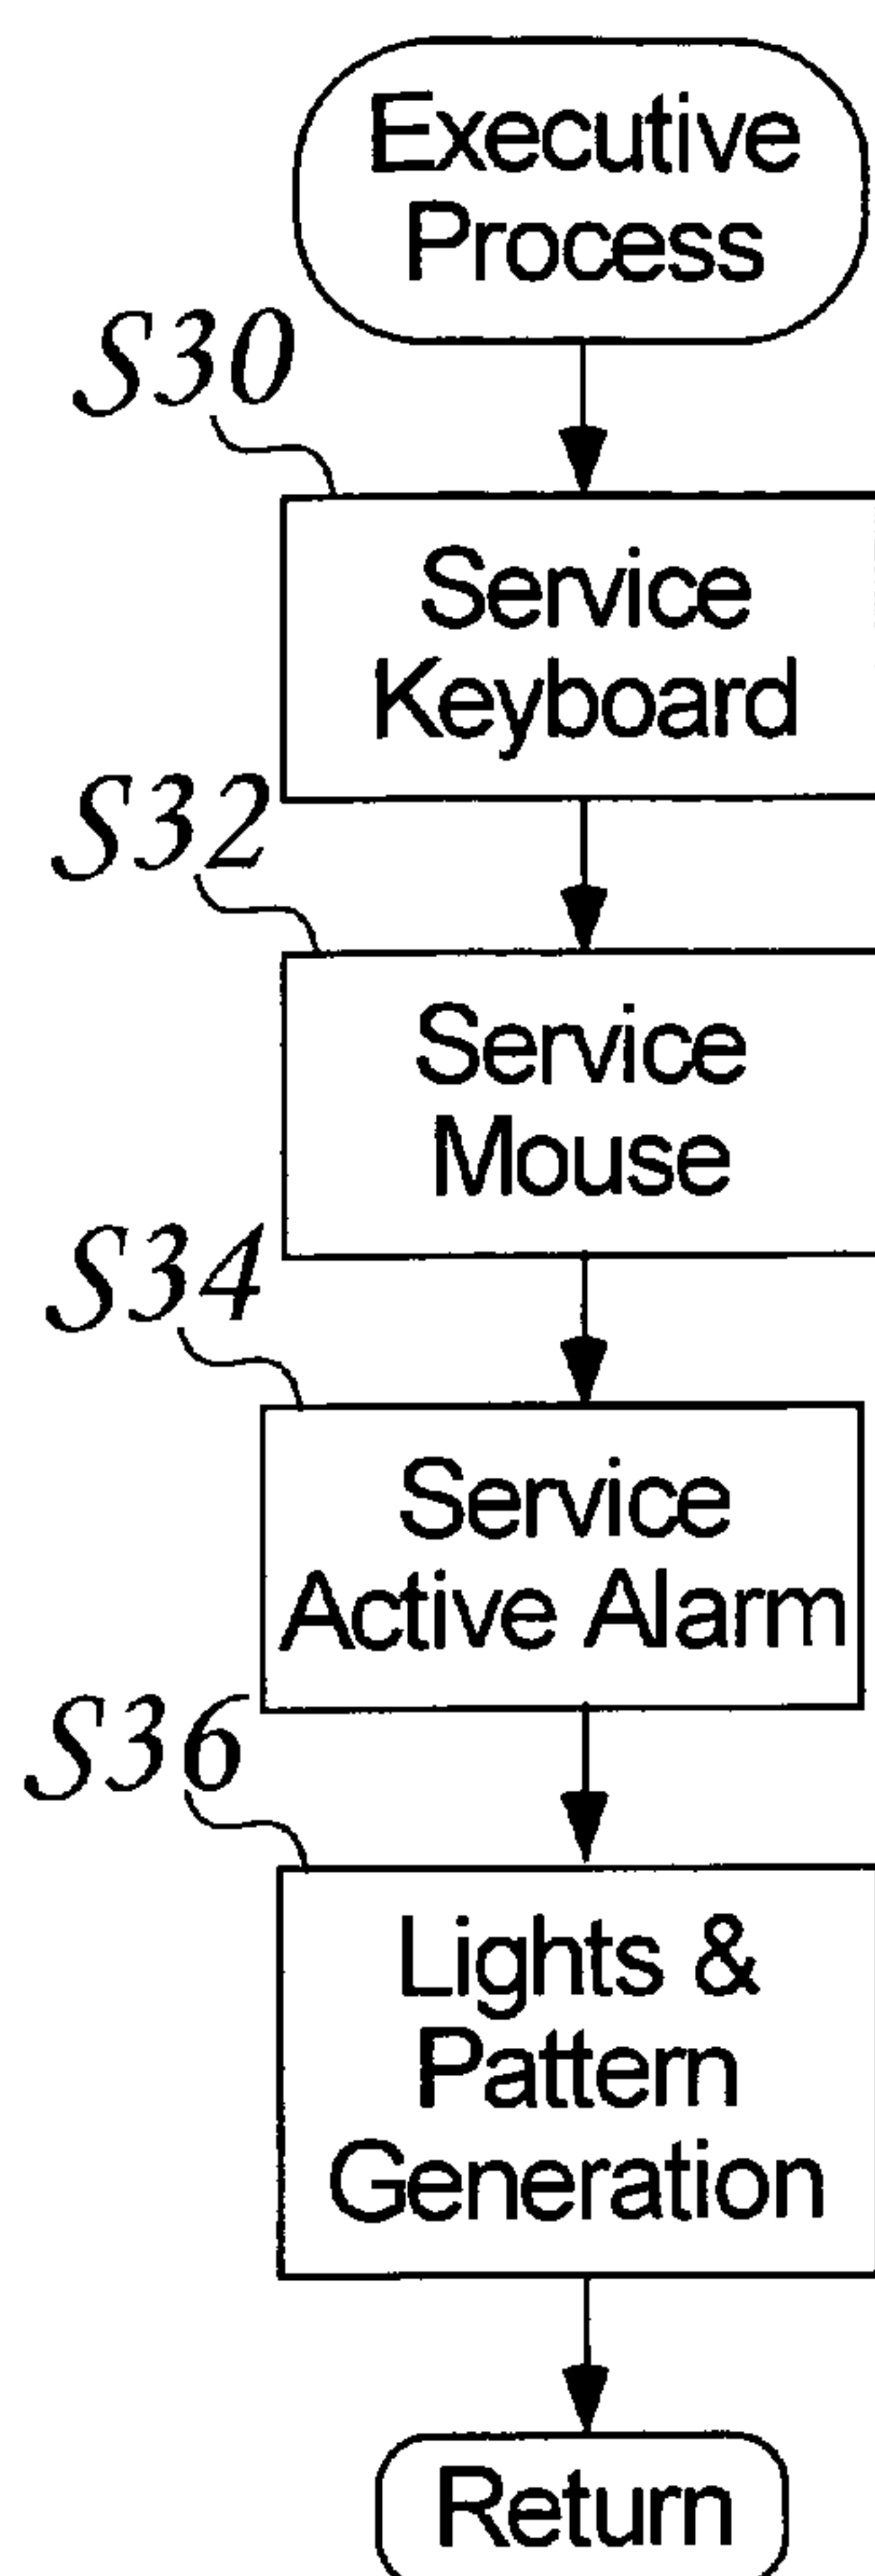 Executive
Process
S30
Service
Keyboard
S32
Service
Mouse
S34
Service
Active Alarm
S36
Lights &
Pattern
Generation
Return